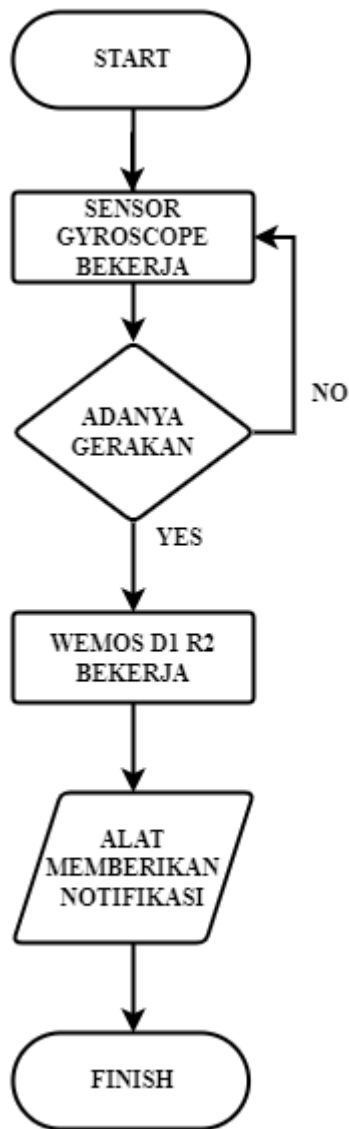 START
SENSOR
GYROSCOPE
BEKERJA
ADANYA
GERAKAN
NO
YES
WEMOS D1 R2
BEKERJA
ALAT
MEMBERIKAN
NOTIFIKASI
FINISH